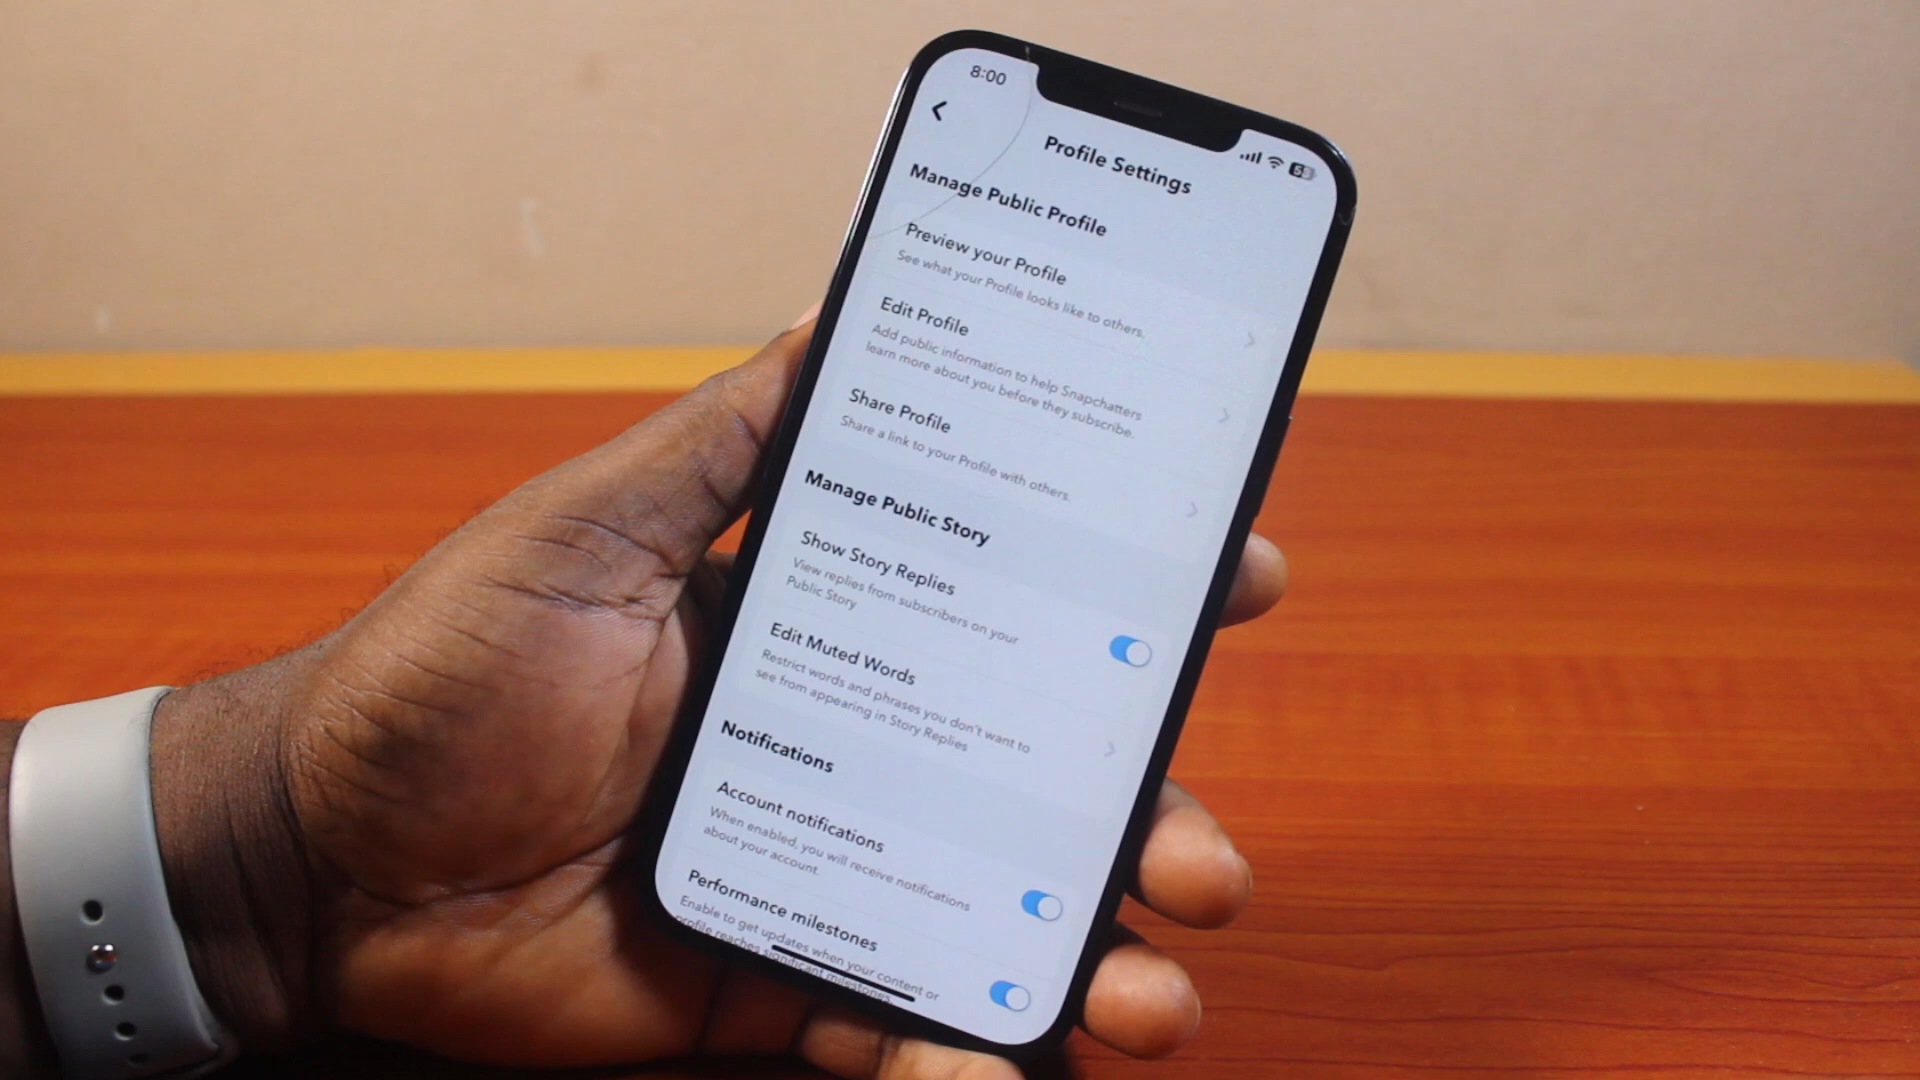 8:00
59
Profile Settings
Manage Public Profile
Preview your Profile
See what your Profile looks like to others.
Edit Profile
Add public information to help Snapchatters
learn more about you before they subscribe.
Share Profile
Share a link to your Profile with others.
Manage Public Story
Show Story Replies
View replies from subscribers on your
Public Story
Edit Muted Words
Restrict words and phrases you don't want to
see from appearing in Story Replies
Notifications
Account notifications
When enabled, you will receive notifications
about your account.
Performance milestones
Enable to get updates when your content or
profile reaches significant milestones.